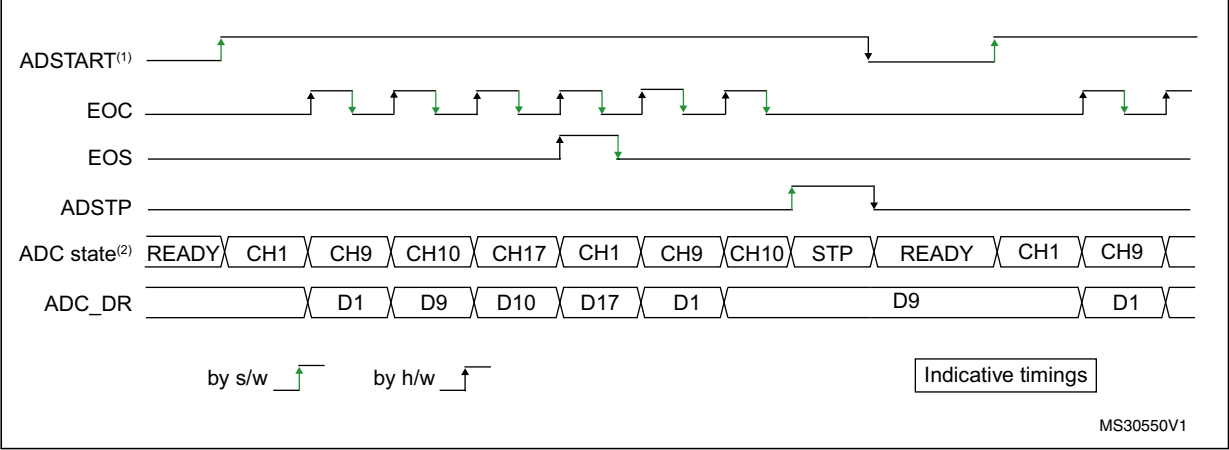 ADSTART(1)
EOC
EOS
ADSTP
ADC state(2) READY CH1 CH9 CH10 CH17 CH1 CH9 CH10 STP READY CH1 CH9
ADC_DR D1 D9 D10 D17 D1 D9 D1
by s/w by h/w Indicative timings
MS30550V1